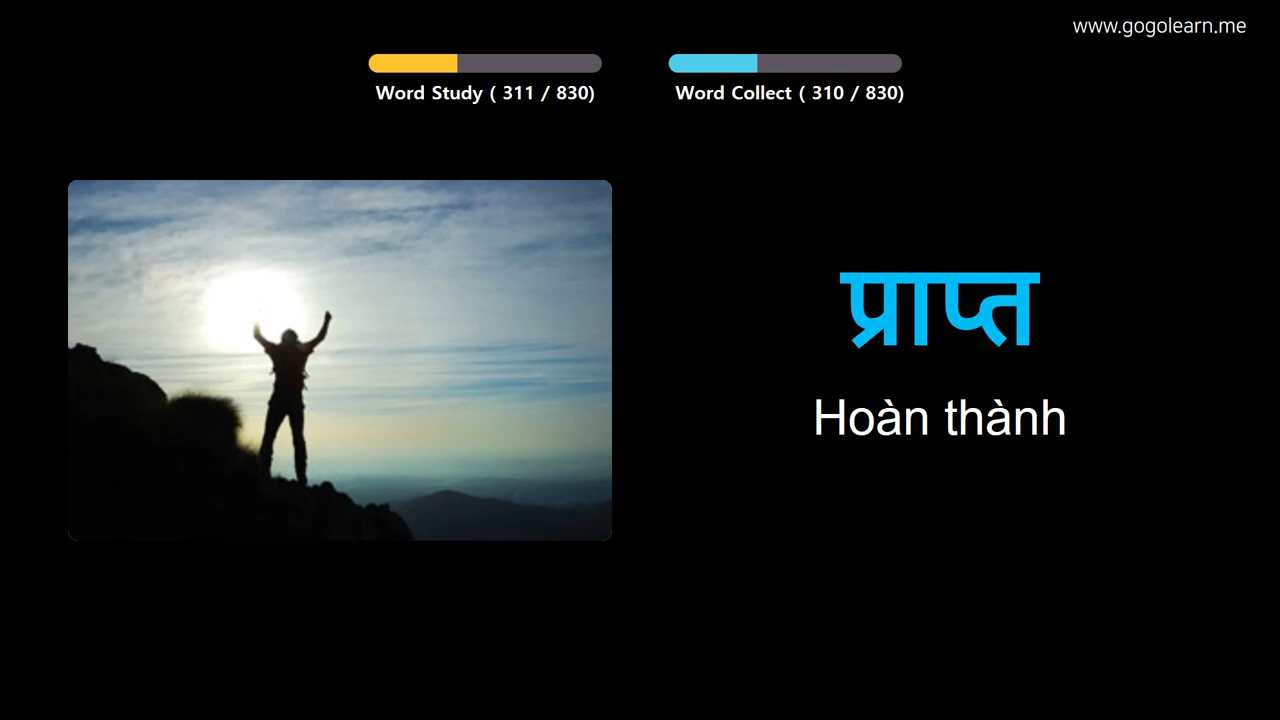 www.gogolearn.me
Word Study ( 311 / 830)
Word Collect ( 310 / 830)
प्राप्त
Hoàn thành